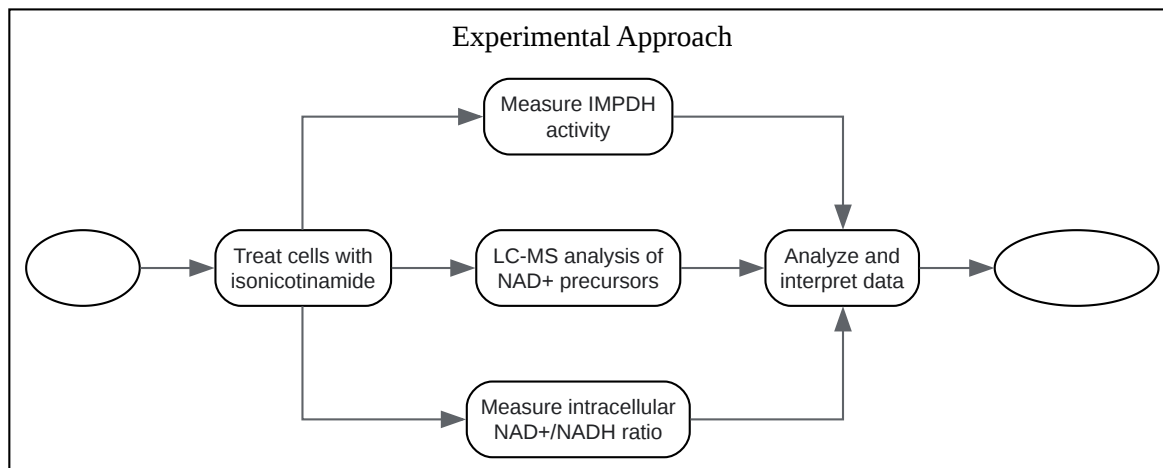 Experimental Approach
Measure IMPDH
activity
Treat cells with
isonicotinamide
LC-MS analysis of
NAD+ precursors
Analyze and
interpret data
Measure intracellular
NAD+/NADH ratio